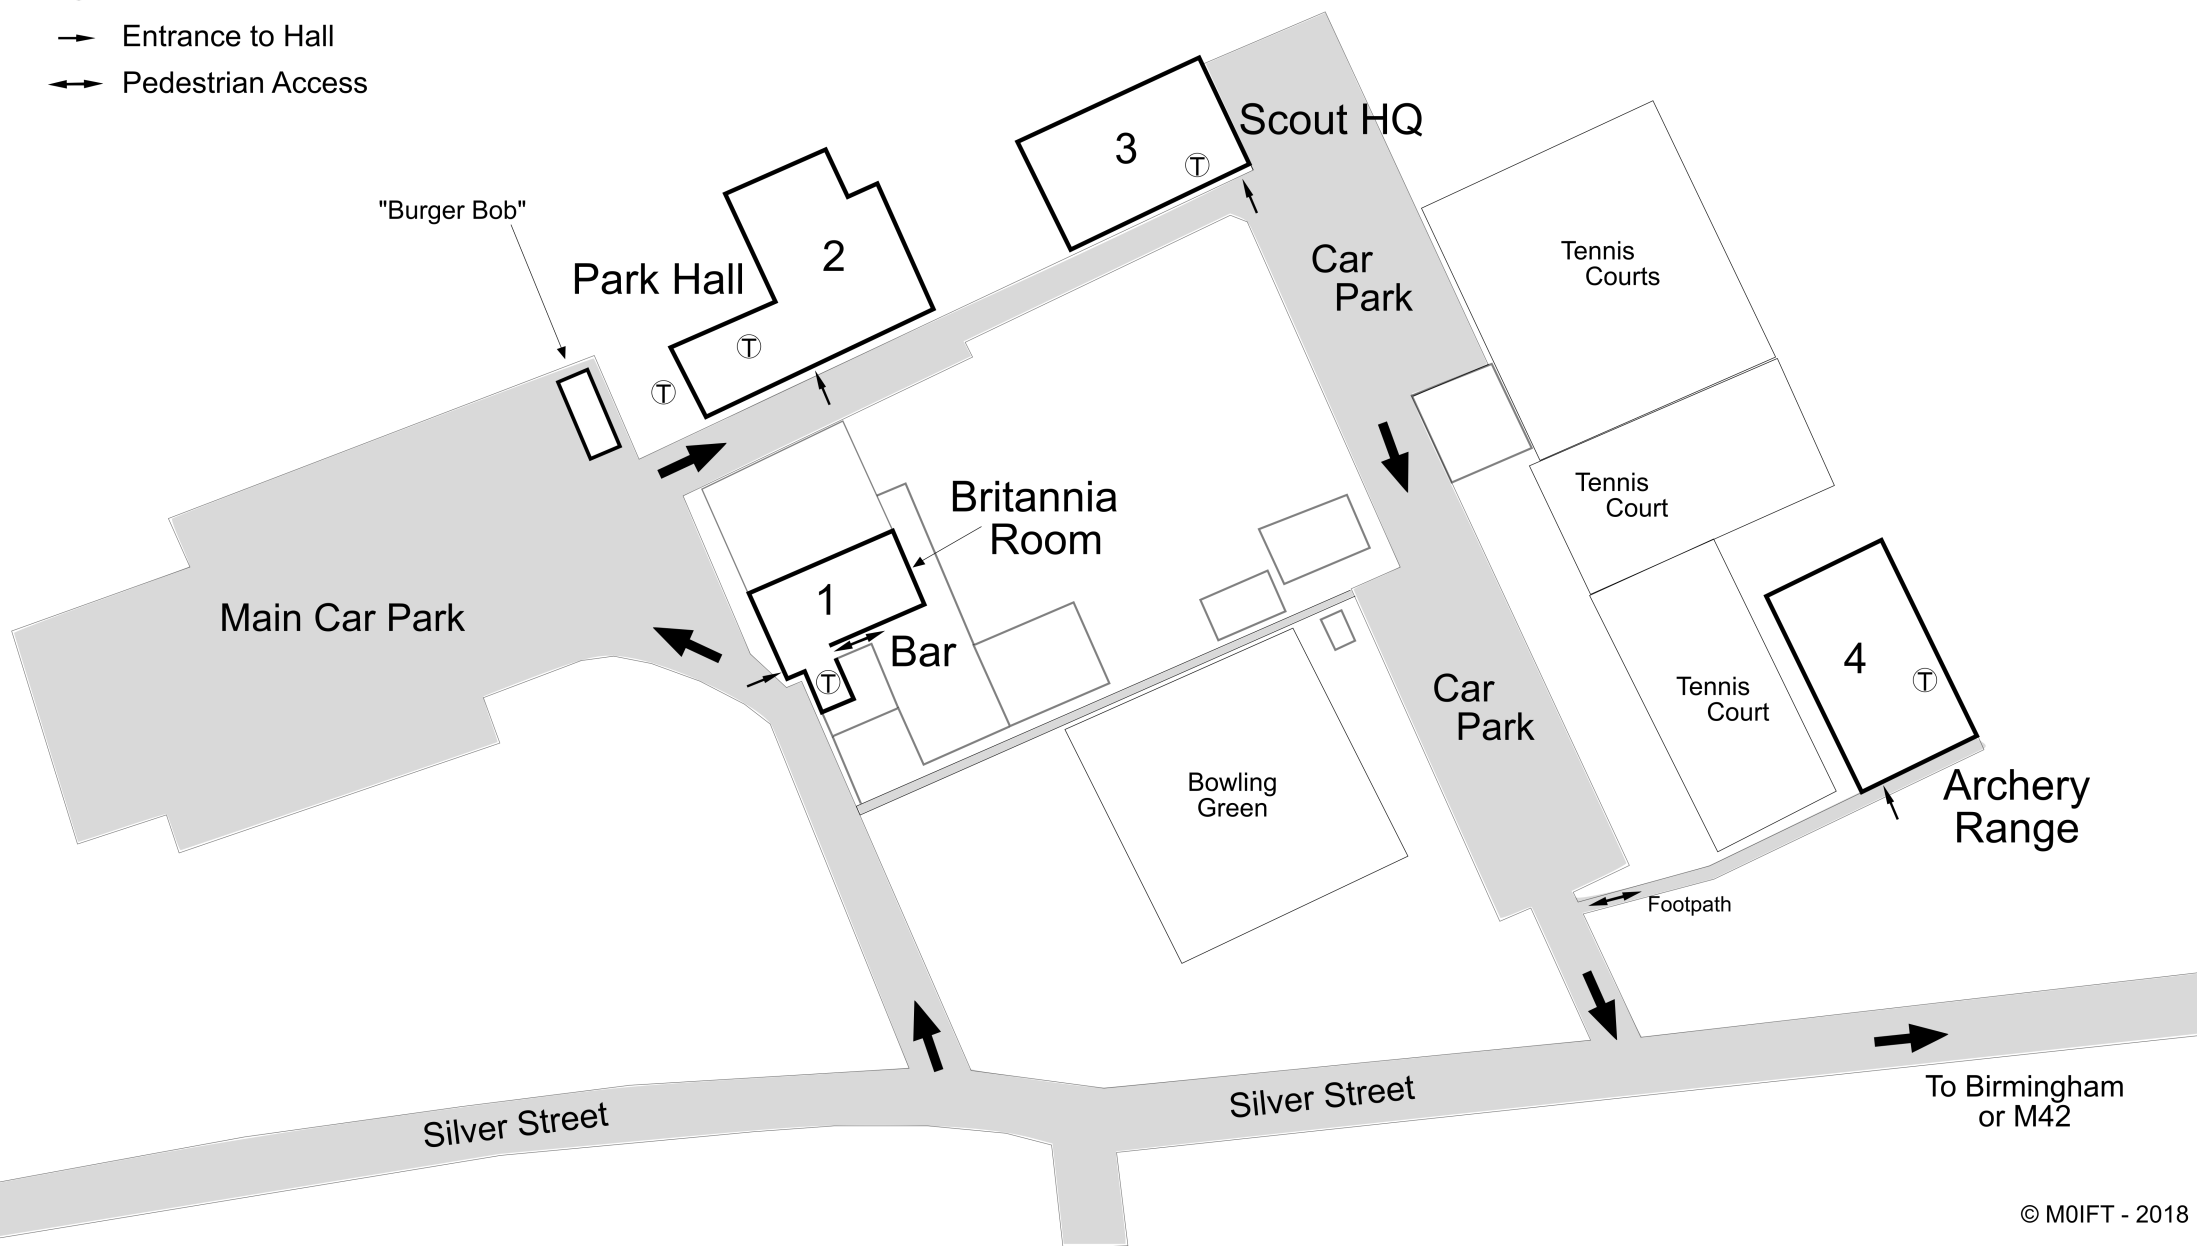 Entrance to Hall
Pedestrian Access
Scout HQ
3
T
"Burger Bob"
Park Hall
2
T
T
Car
Park
Tennis
Courts
Tennis
Court
Britannia
Room
1
Bar
T
Main Car Park
Car
Park
Tennis
Court
4
T
Archery
Range
Bowling
Green
Footpath
Silver Street
Silver Street
To Birmingham
or M42
© M0IFT - 2018